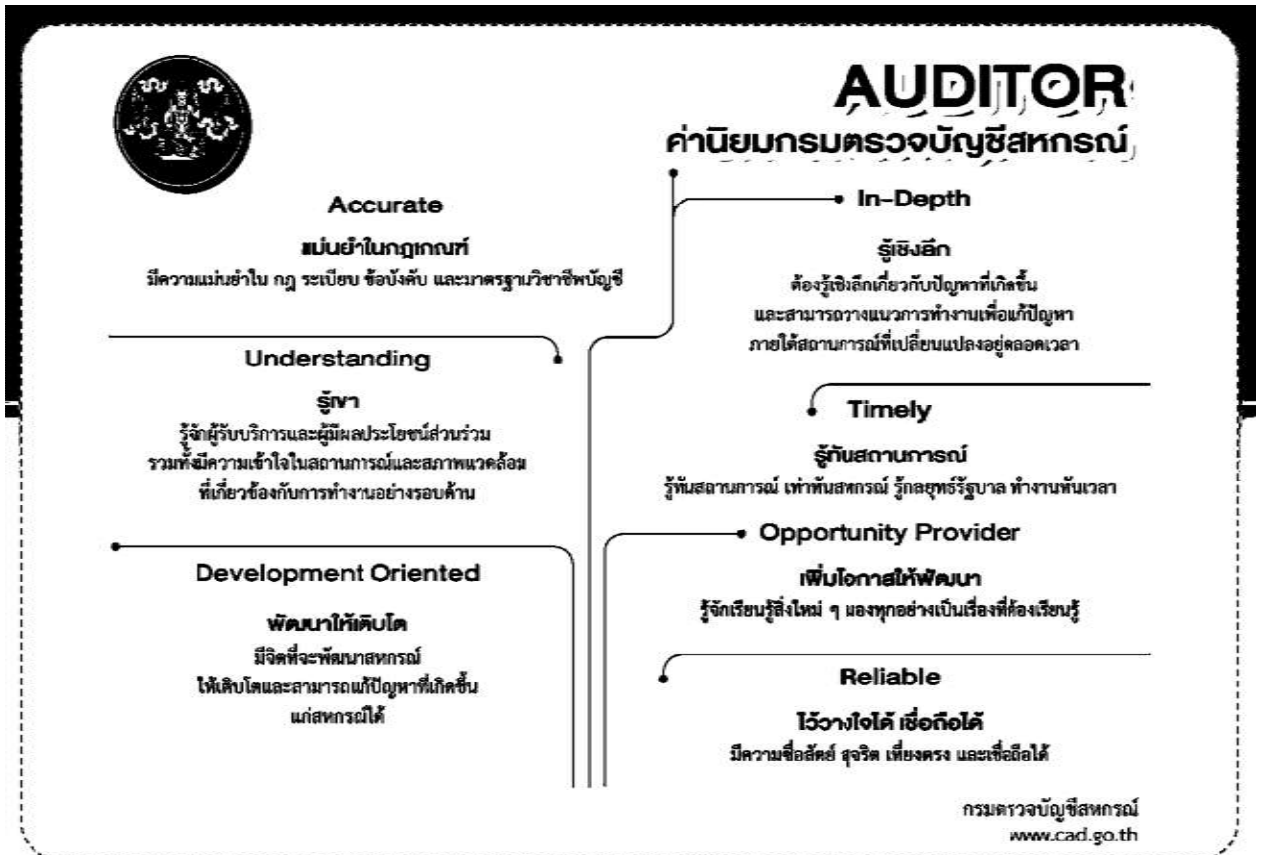 AUDITOR
ค่านิยมกรมตรวจบัญชีสหกรณ์
Accurate
แม่นยำในกฎเกณฑ์
มีความแม่นยำใน กฎ ระเบียบ ข้อบังคับ และมาตรฐานวิชาชีพบัญชี
Understanding
รู้เขา
รู้จักผู้รับบริการและผู้มีผลประโยชน์ส่วนร่วม
รวมทั้งมีความเข้าใจในสถานการณ์และสภาพแวดล้อม
ที่เกี่ยวข้องกับการทำงานอย่างรอบด้าน
Development Oriented
พัฒนาให้เติบโต
มีจิตที่จะพัฒนาสหกรณ์
ให้เติบโตและสามารถแก้ปัญหาที่เกิดขึ้น
แก่สหกรณ์ได้
In-Depth
รู้เชิงลึก
ต้องรู้เชิงลึกเกี่ยวกับปัญหาที่เกิดขึ้น
และสามารถวางแนวการทำงานเพื่อแก้ปัญหา
ภายใต้สถานการณ์ที่เปลี่ยนแปลงอยู่ตลอดเวลา
Timely
รู้ทันสถานการณ์
รู้ทันสถานการณ์ เท่าทันสหกรณ์ รู้กลยุทธ์รัฐบาล ทำงานทันเวลา
Opportunity Provider
เพิ่มโอกาสให้พัฒนา
รู้จักเรียนรู้สิ่งใหม่ ๆ มองทุกอย่างเป็นเรื่องที่ต้องเรียนรู้
Reliable
ไว้วางใจได้ เชื่อถือได้
มีความซื่อสัตย์ สุจริต เที่ยงตรง และเชื่อถือได้
กรมตรวจบัญชีสหกรณ์
www.cad.go.th